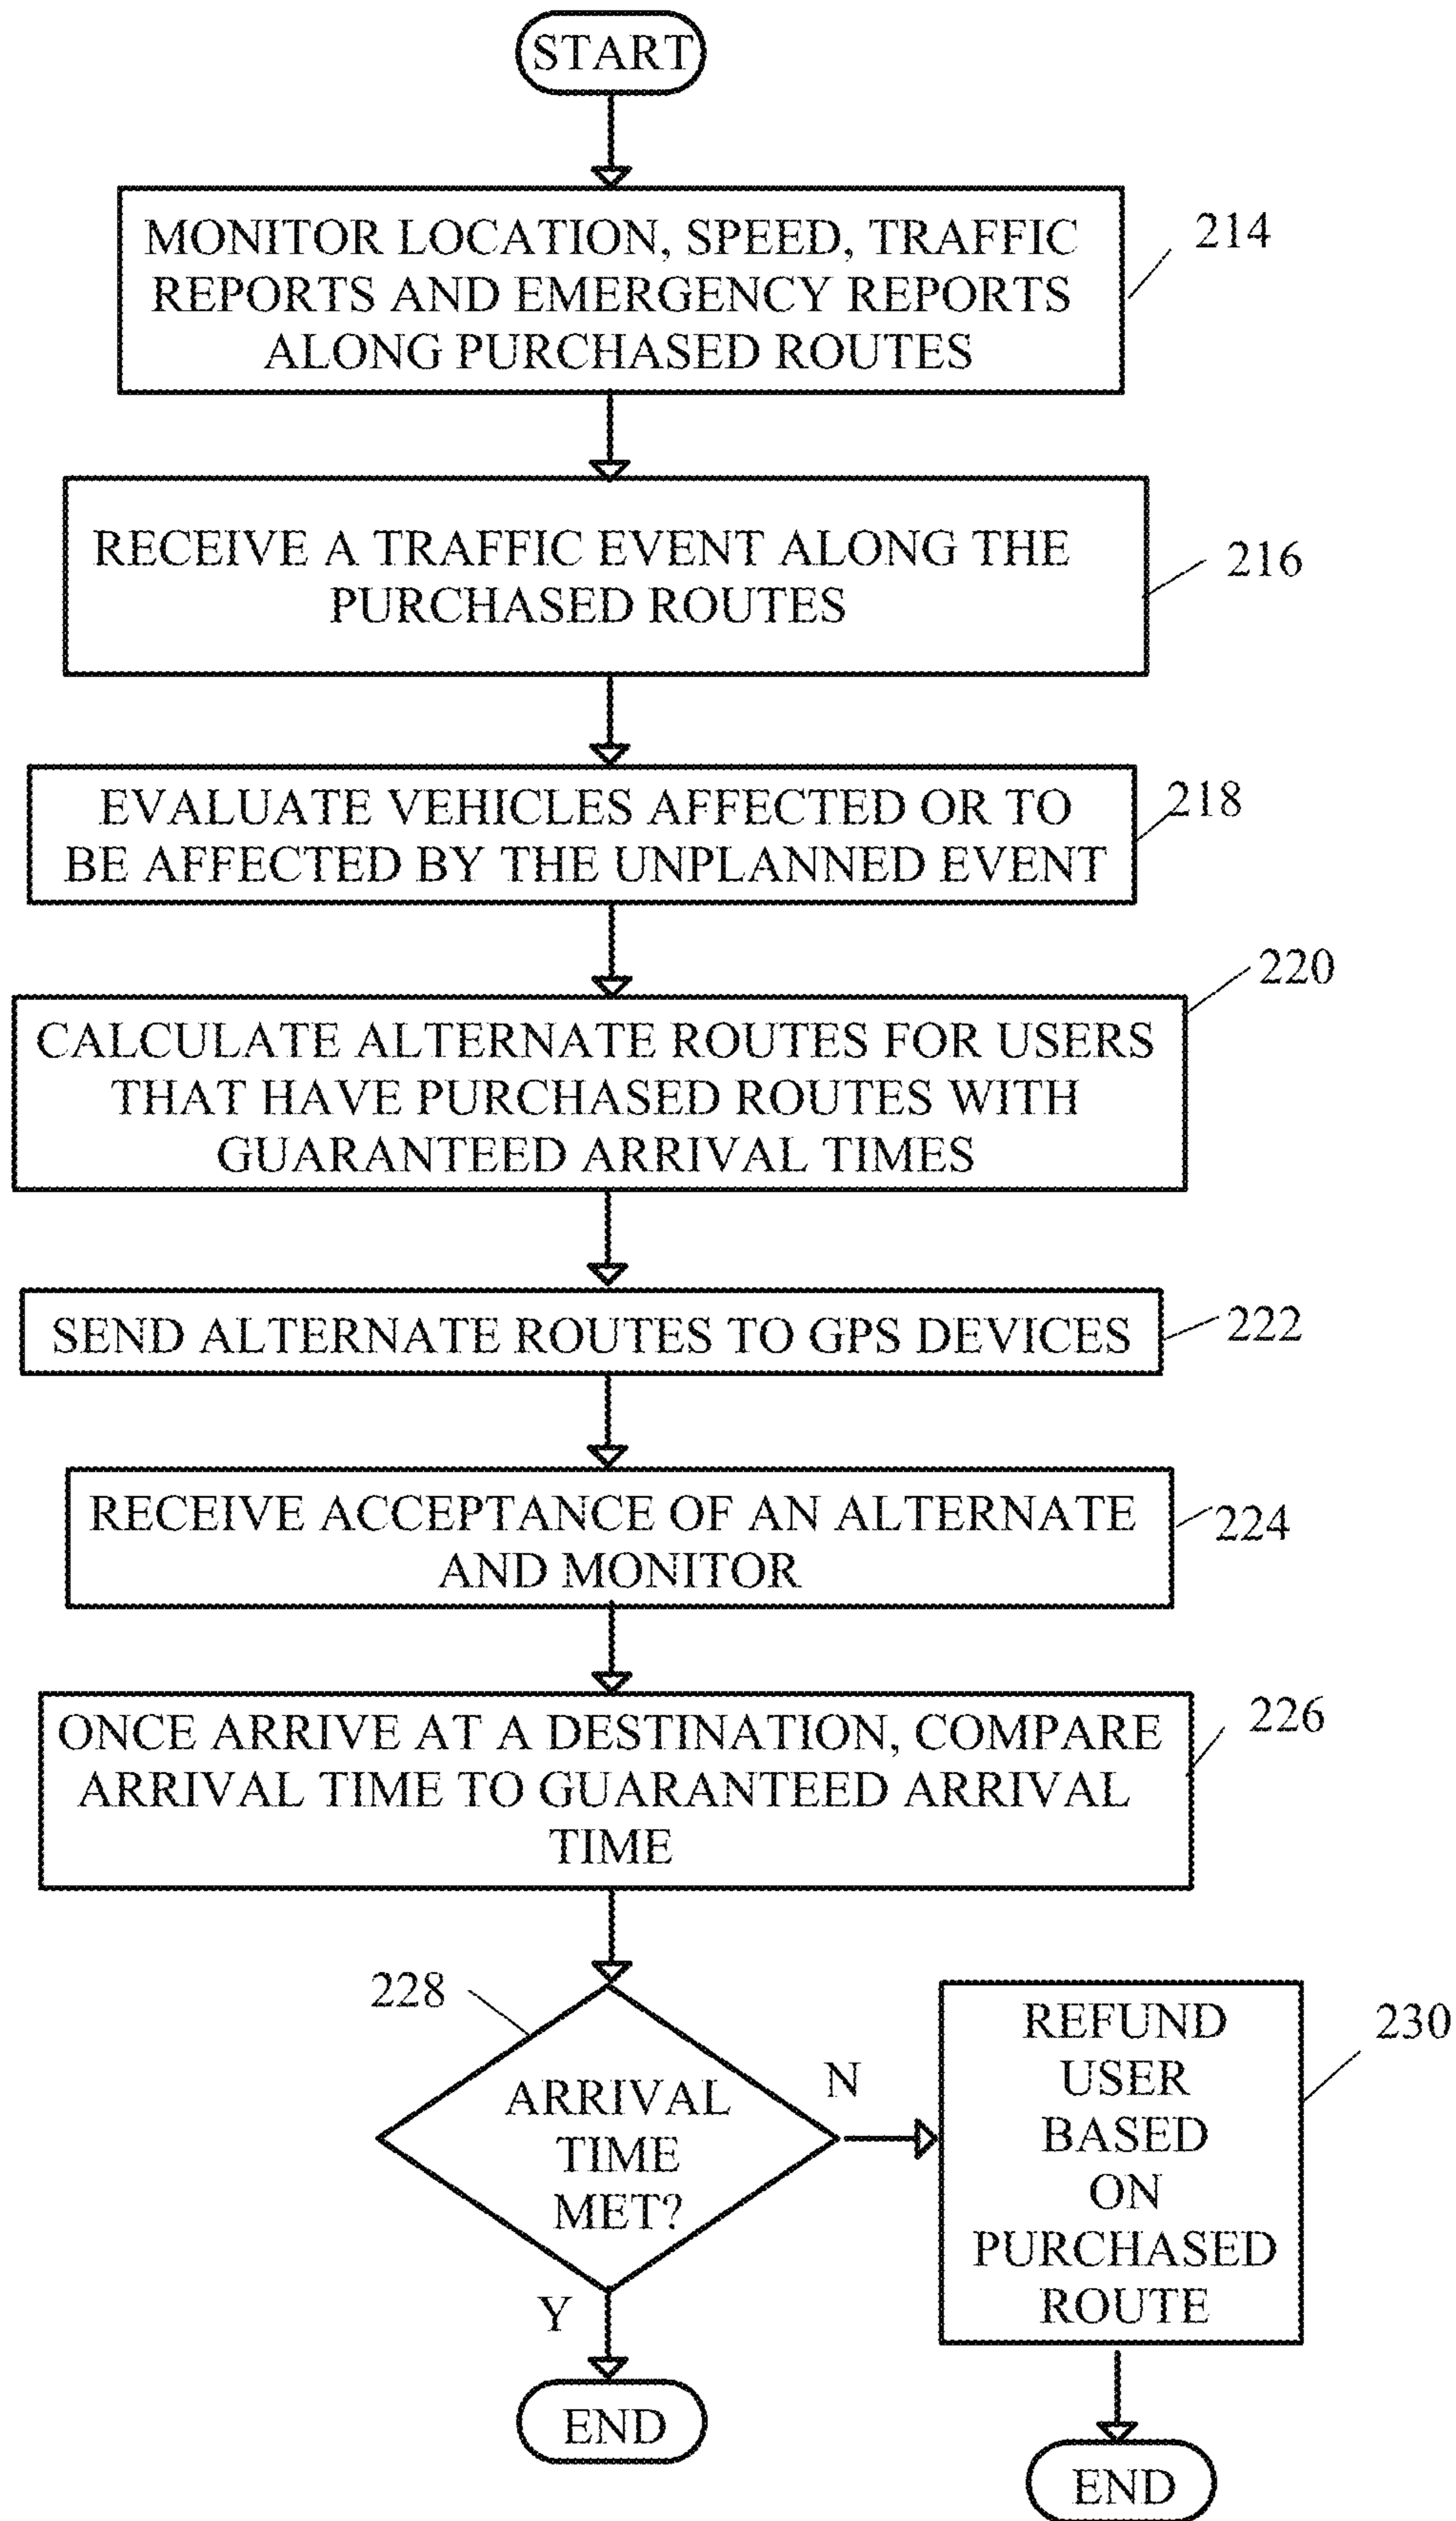 START
MONITOR LOCATION, SPEED, TRAFFIC
REPORTS AND EMERGENCY REPORTS
ALONG PURCHASED ROUTES
214
RECEIVE A TRAFFIC EVENT ALONG THE
PURCHASED ROUTES
216
EVALUATE VEHICLES AFFECTED OR TO
BE AFFECTED BY THE UNPLANNED EVENT
218
CALCULATE ALTERNATE ROUTES FOR USERS
THAT HAVE PURCHASED ROUTES WITH
GUARANTEED ARRIVAL TIMES
220
SEND ALTERNATE ROUTES TO GPS DEVICES
222
RECEIVE ACCEPTANCE OF AN ALTERNATE
AND MONITOR
224
ONCE ARRIVE AT A DESTINATION, COMPARE
ARRIVAL TIME TO GUARANTEED ARRIVAL
TIME
226
228
ARRIVAL
TIME
MET?
N
REFUND
USER
BASED
ON
PURCHASED
ROUTE
230
Y
END
END